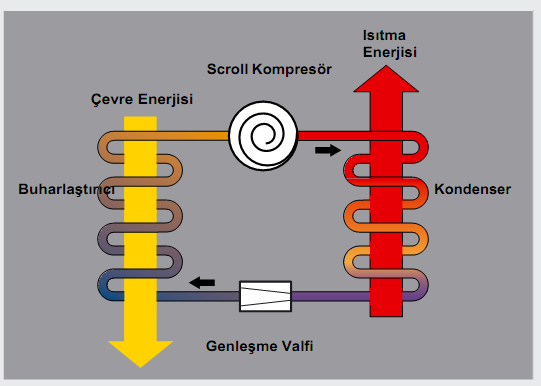 Isıtma
Enerjisi
Scroll Kompresör
Çevre Enerjisi
Buharlaştırıcı
Kondenser
Genleşme Valfi